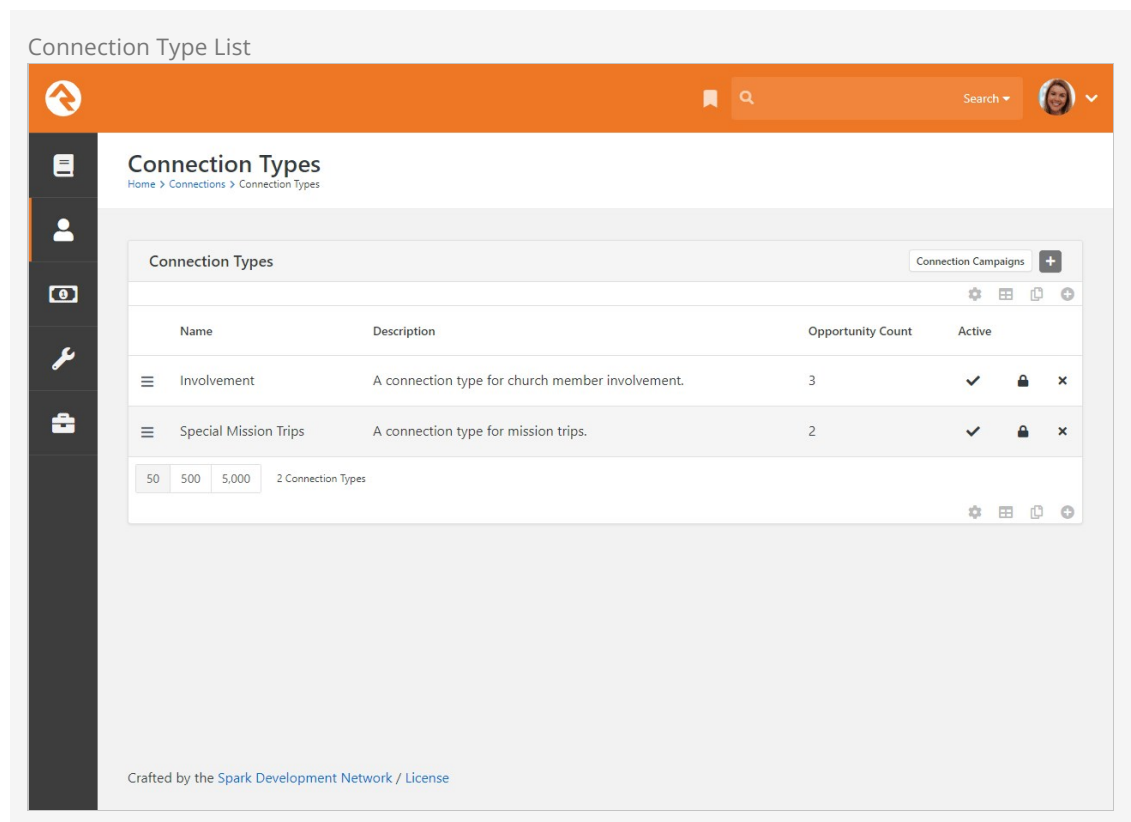 Connection Type List
Search
Connection Types
Home > Connections > Connection Types
Connection Types Connection Campaigns +
Name Description Opportunity Count Active
Involvement A connection type for church member involvement. 3
Special Mission Trips A connection type for mission trips. 2
50 500 5,000 2 Connection Types
Crafted by the Spark Development Network / License